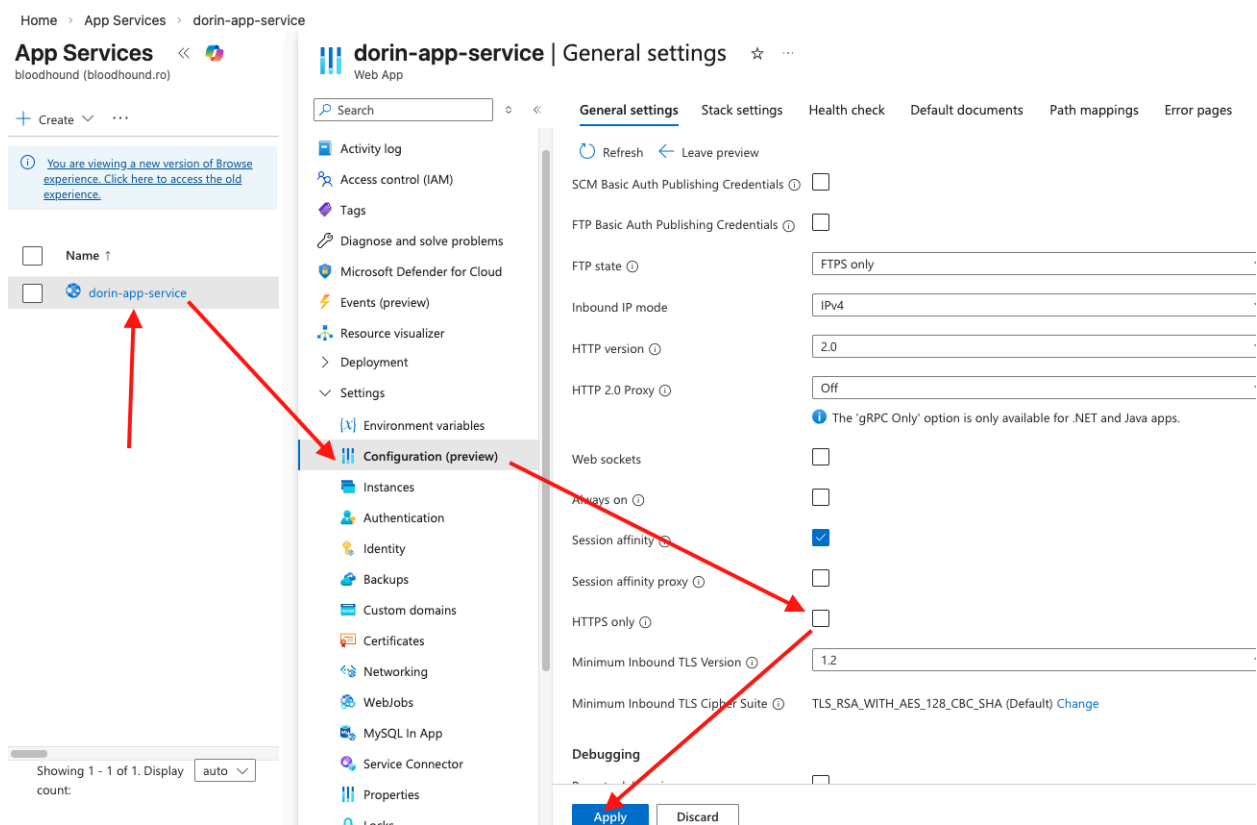 Home > App Services > dorin-app-service
App Services «
bloodhound (bloodhound.ro)
+ Create ···
You are viewing a new version of Browse
experience. Click here to access the old
experience.
Name ↑
dorin-app-service
Showing 1 - 1 of 1. Display auto
count:
dorin-app-service | General settings ☆ ···
Web App
Search «
Activity log
Access control (IAM)
Tags
Diagnose and solve problems
Microsoft Defender for Cloud
Events (preview)
Resource visualizer
Deployment
Settings
Environment variables
Configuration (preview)
Instances
Authentication
Identity
Backups
Custom domains
Certificates
Networking
WebJobs
MySQL In App
Service Connector
Properties
Locks
General settings Stack settings Health check Default documents Path mappings Error pages
Refresh Leave preview
SCM Basic Auth Publishing Credentials
FTP Basic Auth Publishing Credentials
FTP state FTPS only
Inbound IP mode IPv4
HTTP version 2.0
HTTP 2.0 Proxy Off
The 'gRPC Only' option is only available for .NET and Java apps.
Web sockets
Always on
Session affinity
Session affinity proxy
HTTPS only
Minimum Inbound TLS Version 1.2
Minimum Inbound TLS Cipher Suite TLS_RSA_WITH_AES_128_CBC_SHA (Default) Change
Debugging
Apply Discard